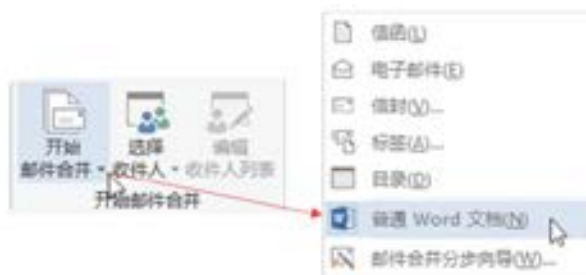 开始
邮件合并
选择
收件人
编辑
收件人列表
开始邮件合并
信函(L)
电子邮件(E)
信封(V)...
标签(A)...
目录(D)
普通 Word 文档(N)
邮件合并分步向导(W)...